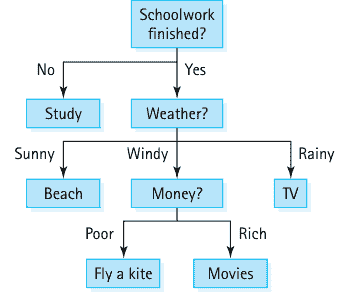 Schoolwork
finished?
No
Yes
Study
Weather?
Sunny
Windy
Rainy
Beach
Money?
TV
Poor
Rich
Fly a kite
Movies